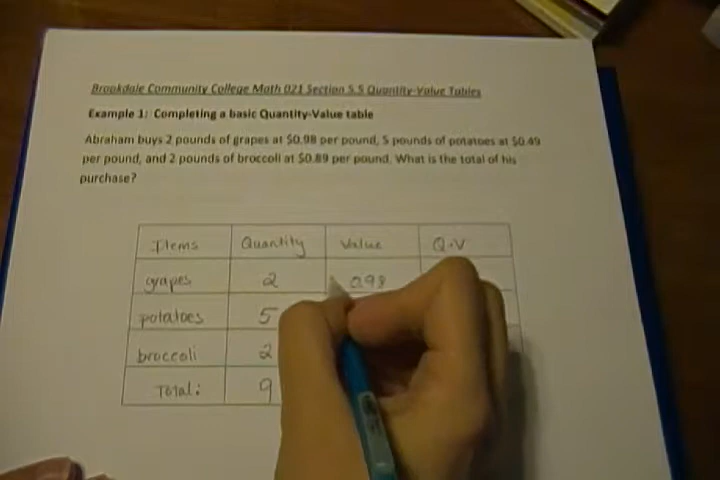 Brookdale Community College Math 021 Section 5.5 Quantity-Value Tables
Example 1: Completing a basic Quantity-Value table
Abraham buys 2 pounds of grapes at $0.98 per pound, 5 pounds of potatoes at $0.49
per pound, and 2 pounds of broccoli at $0.89 per pound. What is the total of his
purchase?
Items Quantity Value Q·V
grapes 2 0.98
potatoes 5
broccoli 2
Total: 9